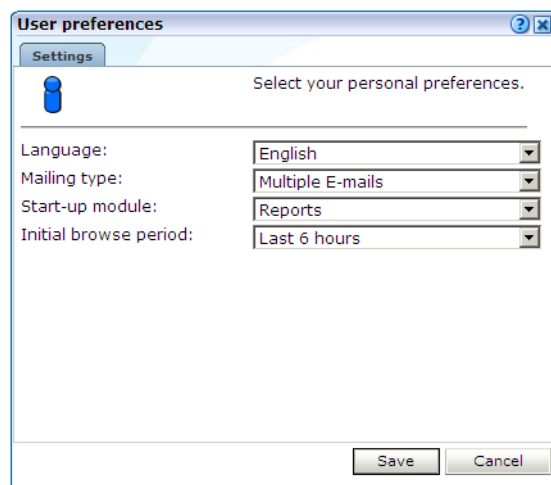 User preferences
Settings
Select your personal preferences.
Language: English
Mailing type: Multiple E-mails
Start-up module: Reports
Initial browse period: Last 6 hours
Save Cancel